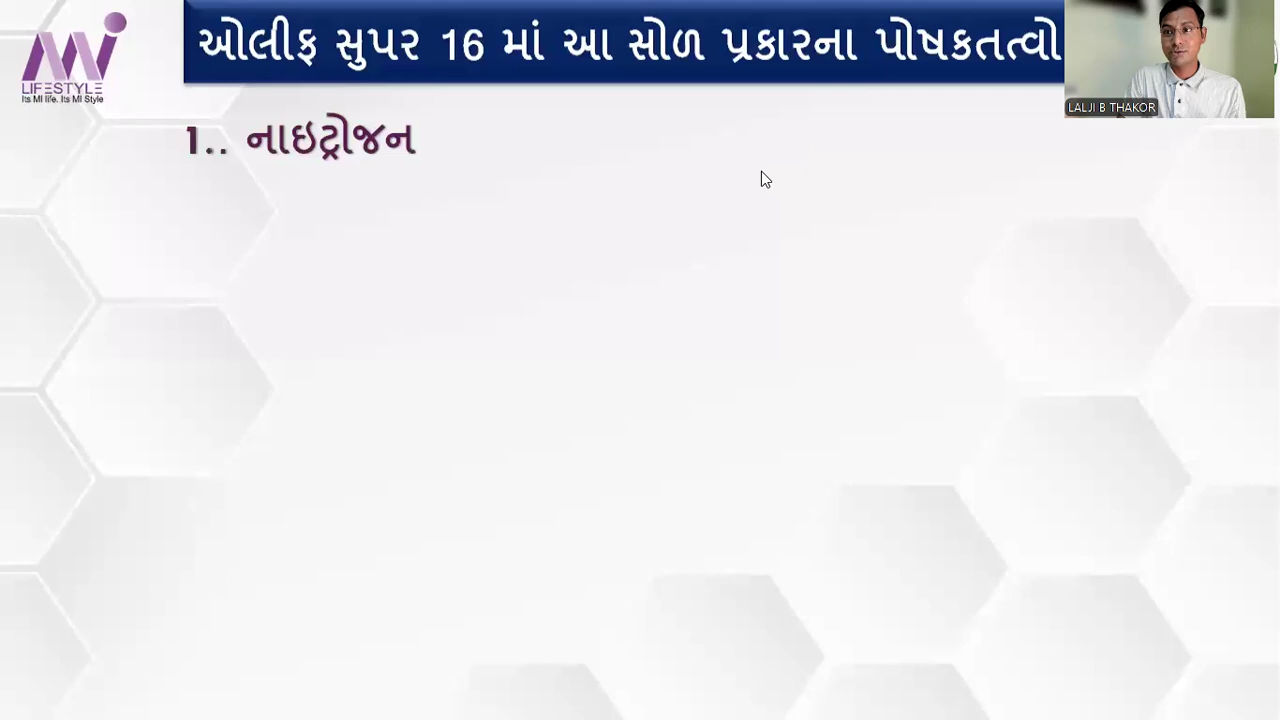 ઓલીફ સુપર 16 માં આ સોળ પ્રકારના પોષકતત્વો
LIFESTYLE
Its MI life. Its MI Style
LALJI B THAKOR
1.. નાઇટ્રોજન